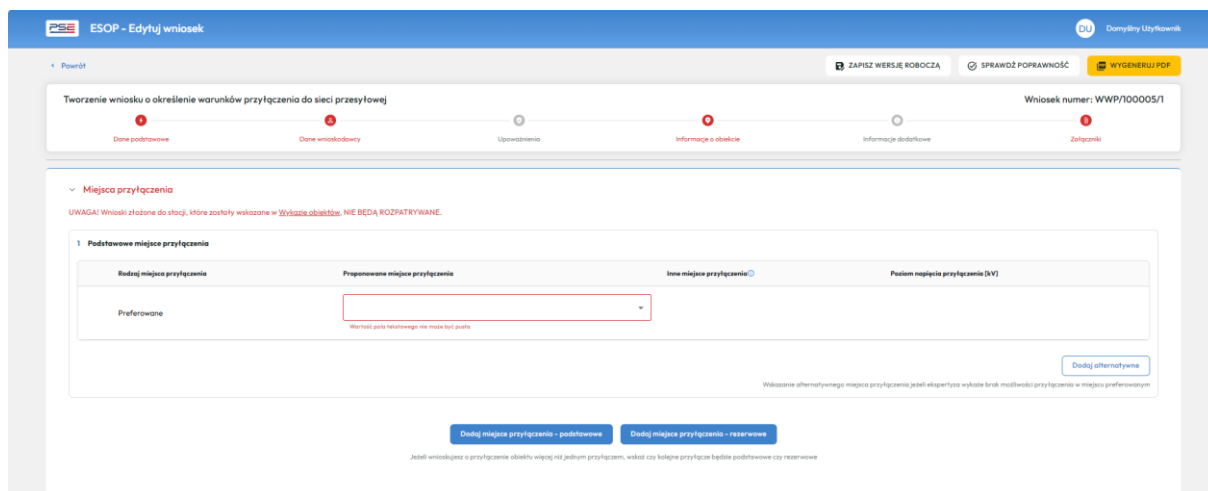 PSE ESOP - Edytuj wniosek DU Domyślny Użytkownik
Powrót ZAPISZ WERSJĘ ROBOCZĄ SPRAWDŹ POPRAWNOŚĆ WYGENERUJ PDF
Tworzenie wniosku o określenie warunków przyłączenia do sieci przesyłowej Wniosek numer: WWP/100005/1
Dane podstawowe Dane wnioskodawcy Upoważnienia Informacje o obiekcie Informacje dodatkowe Załączniki
Miejsca przyłączenia
UWAGA! Wnioski złożone do stacji, które zostały wskazane w Wykazie obiektów, NIE BĘDĄ ROZPATRYWANE.
1 Podstawowe miejsce przyłączenia
Rodzaj miejsca przyłączenia Proponowane miejsce przyłączenia Inne miejsce przyłączenia Poziom napięcia przyłączenia [kV]
Preferowane
Wartość pola tekstowego nie może być pusta
Dodaj alternatywne
Wskazanie alternatywnego miejsca przyłączenia jeżeli ekspertyza wykaże brak możliwości przyłączenia w miejscu preferowanym
Dodaj miejsce przyłączenia - podstawowe Dodaj miejsce przyłączenia - rezerwowe
Jeżeli wnioskujesz o przyłączenie obiektu więcej niż jednym przyłączem, wskaż czy kolejne przyłącze będzie podstawowe czy rezerwowe